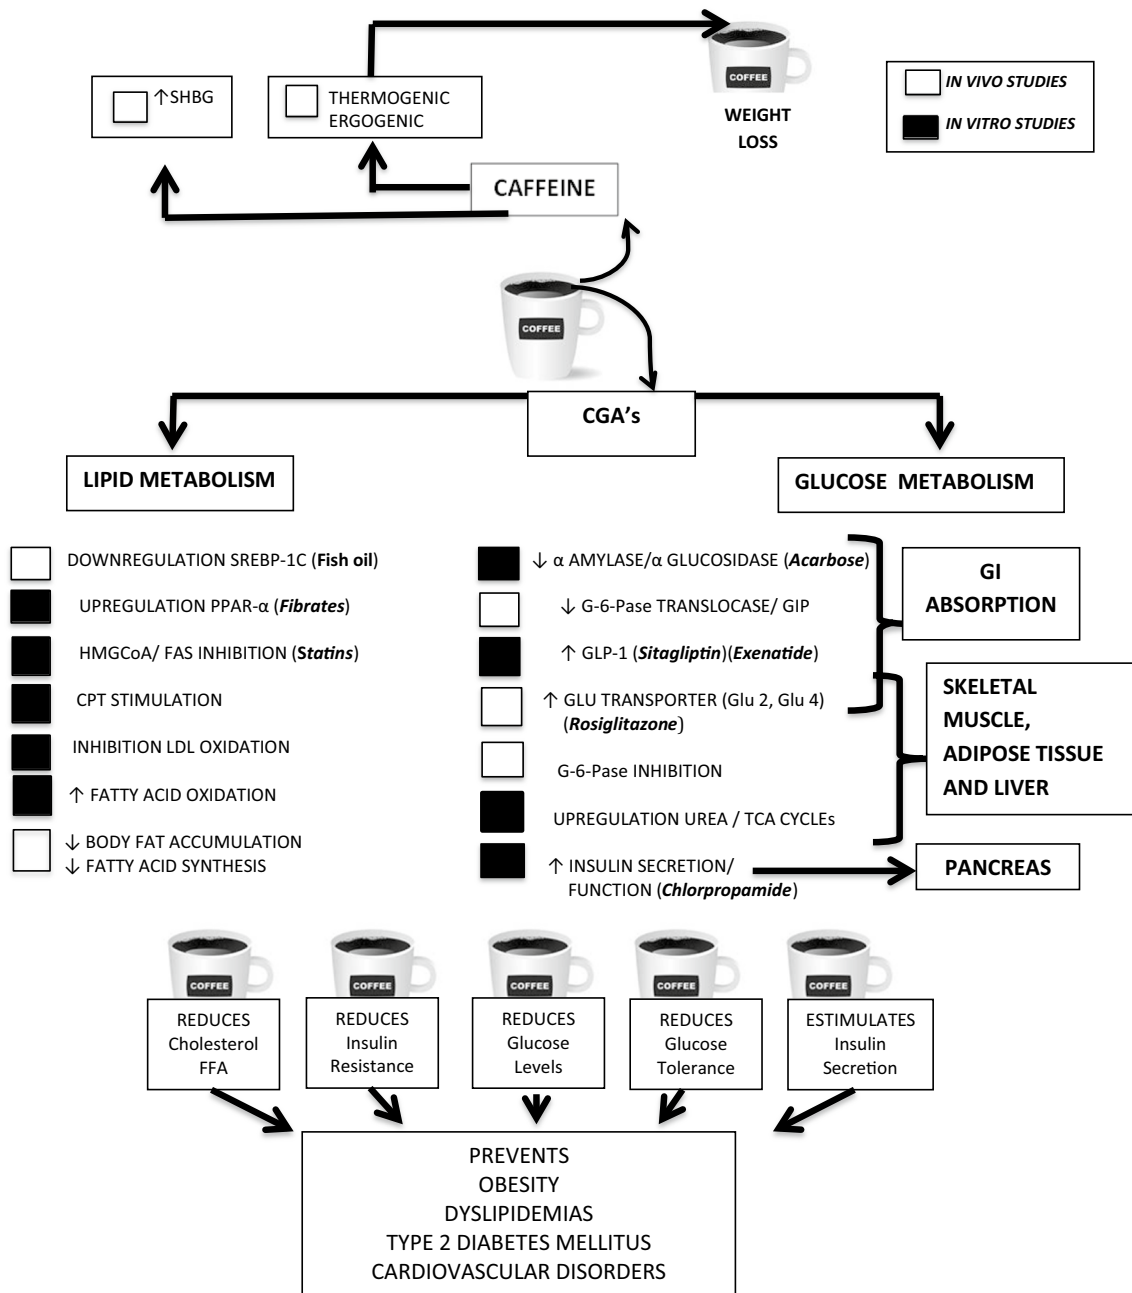 ↑SHBG
THERMOGENIC
ERGOGENIC
COFFEE
WEIGHT
LOSS
IN VIVO STUDIES
IN VITRO STUDIES
CAFFEINE
COFFEE
CGA's
LIPID METABOLISM
GLUCOSE METABOLISM
DOWNREGULATION SREBP-1C (Fish oil)
UPREGULATION PPAR-α (Fibrates)
HMGCoA/ FAS INHIBITION (Statins)
CPT STIMULATION
INHIBITION LDL OXIDATION
↑ FATTY ACID OXIDATION
↓ BODY FAT ACCUMULATION
↓ FATTY ACID SYNTHESIS
↓ α AMYLASE/α GLUCOSIDASE (Acarbose)
↓ G-6-Pase TRANSLOCASE/ GIP
↑ GLP-1 (Sitagliptin)(Exenatide)
↑ GLU TRANSPORTER (Glu 2, Glu 4)
(Rosiglitazone)
G-6-Pase INHIBITION
UPREGULATION UREA / TCA CYCLEs
↑ INSULIN SECRETION/
FUNCTION (Chlorpropamide)
GI
ABSORPTION
SKELETAL
MUSCLE,
ADIPOSE TISSUE
AND LIVER
PANCREAS
COFFEE
REDUCES
Cholesterol
FFA
COFFEE
REDUCES
Insulin
Resistance
COFFEE
REDUCES
Glucose
Levels
COFFEE
REDUCES
Glucose
Tolerance
COFFEE
ESTIMULATES
Insulin
Secretion
PREVENTS
OBESITY
DYSLIPIDEMIAS
TYPE 2 DIABETES MELLITUS
CARDIOVASCULAR DISORDERS